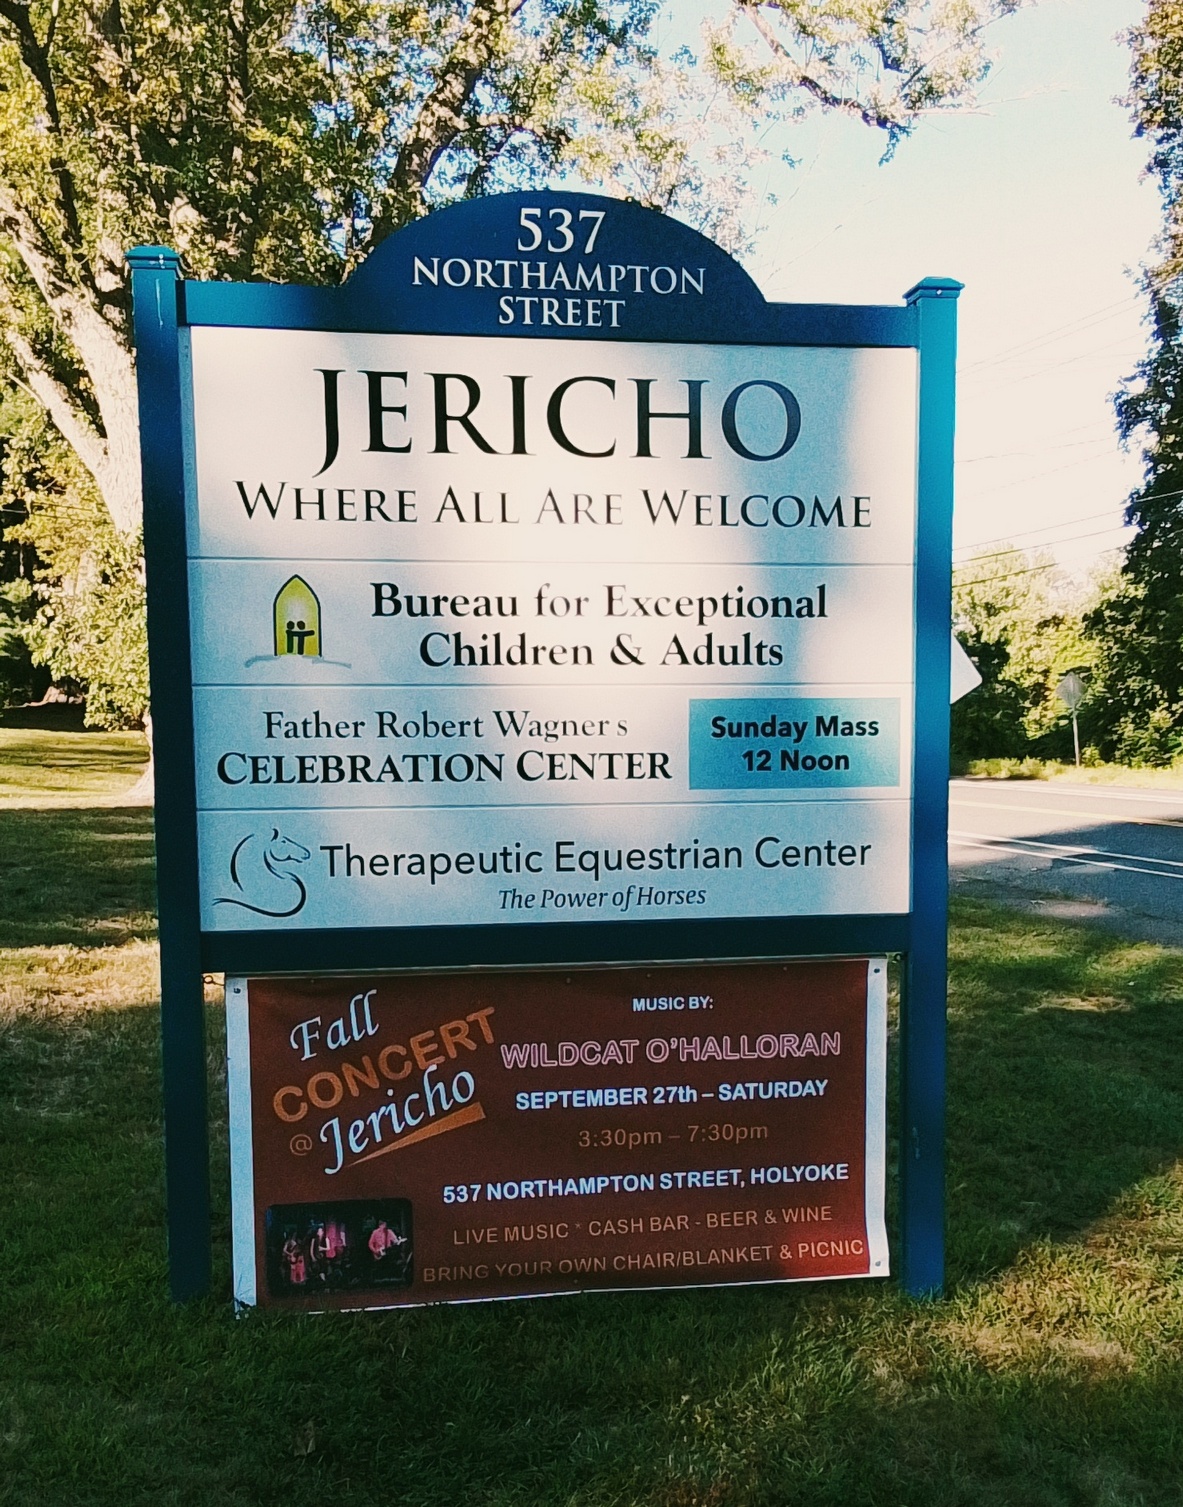 537
NORTHAMPTON
STREET
JERICHO
WHERE ALL ARE WELCOME
Bureau for Exceptional
Children & Adults
Father Robert Wagner s
CELEBRATION CENTER
Sunday Mass
12 Noon
Therapeutic Equestrian Center
The Power of Horses
Fall
CONCERT
@ Jericho
MUSIC BY:
WILDCAT O'HALLORAN
SEPTEMBER 27th – SATURDAY
3:30pm – 7:30pm
537 NORTHAMPTON STREET, HOLYOKE
LIVE MUSIC * CASH BAR - BEER & WINE
BRING YOUR OWN CHAIR/BLANKET & PICNIC